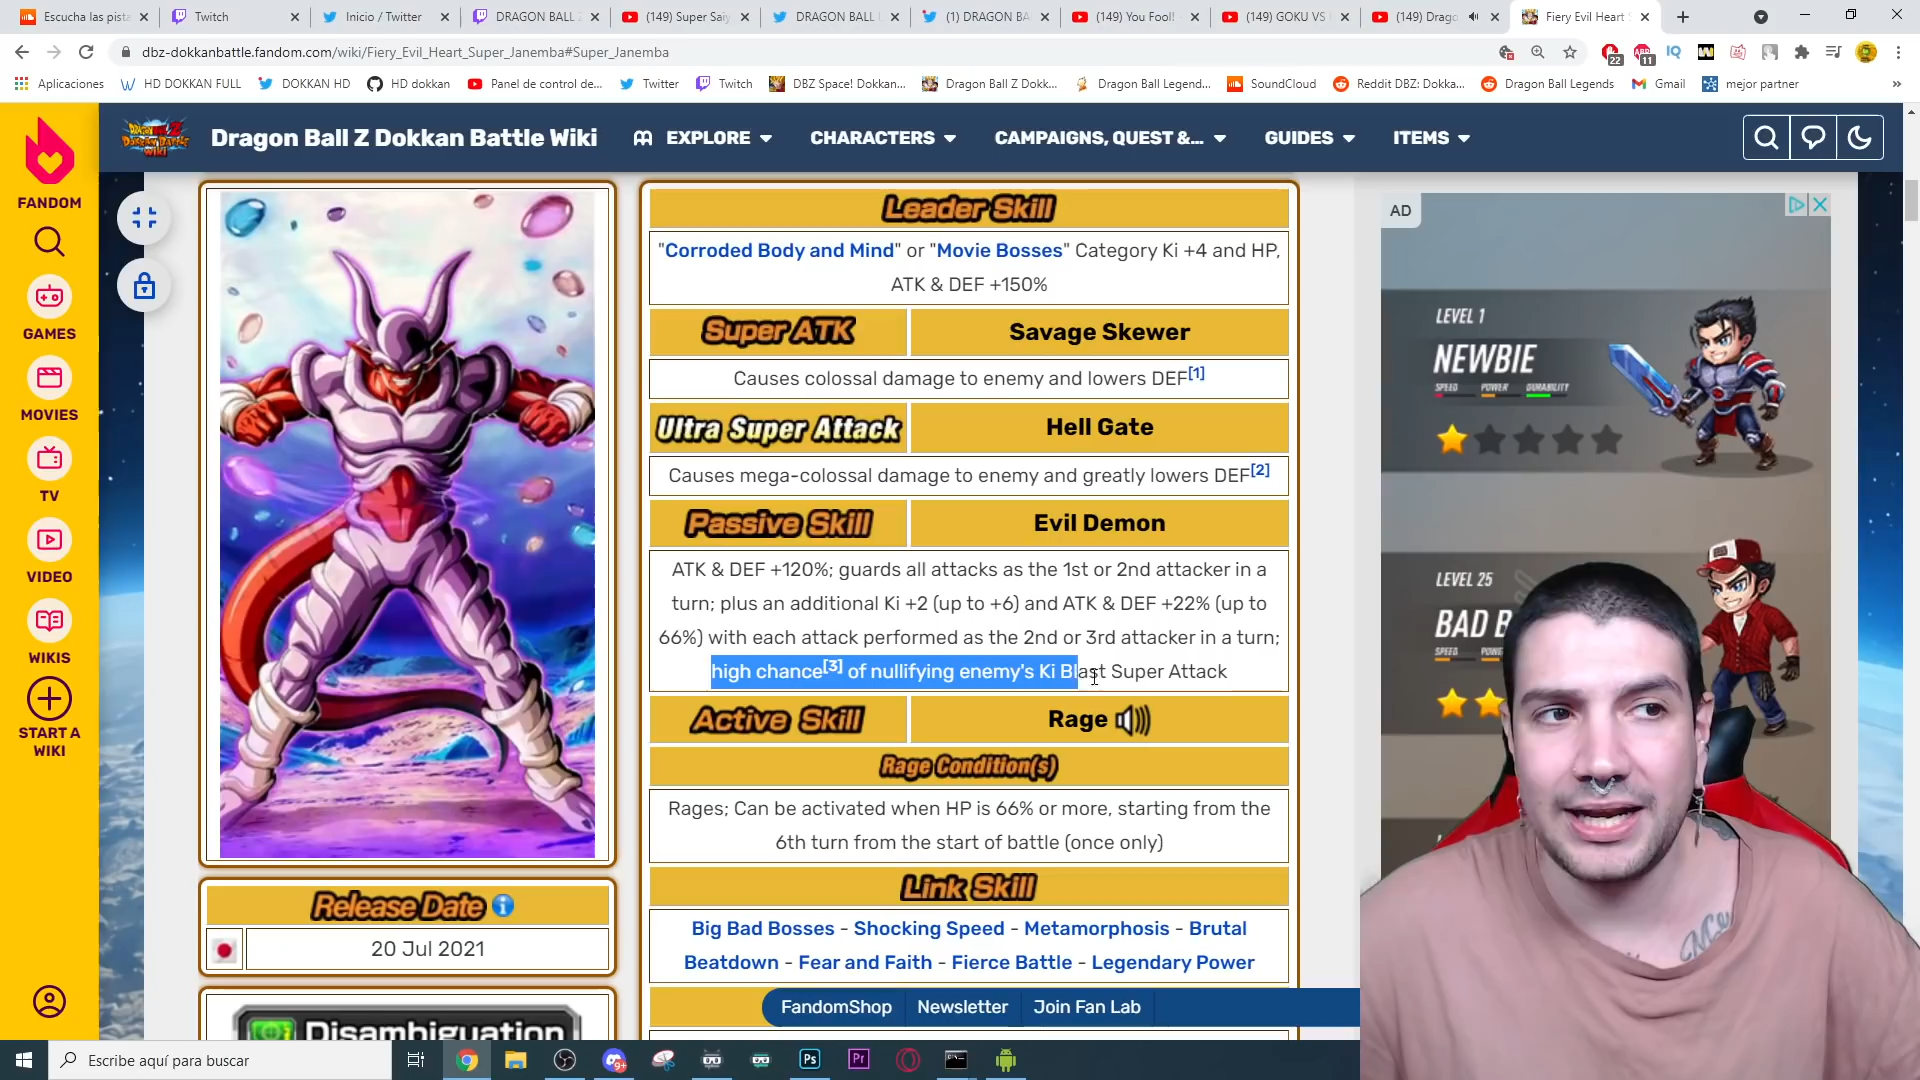 Escucha las pist
Twitch
Inicio / Twitter
DRAGON BALL
(149) Super Saiy
DRAGON BALL
(1) DRAGON BA
(149) You Fool!
(149) GOKU VS
(149) Drago
Fiery Evil Heart
dbz-dokkanbattle.fandom.com/wiki/Fiery_Evil_Heart_Super_Janemba#Super_Janemba
22
11
IQ
Aplicaciones
HD DOKKAN FULL
DOKKAN HD
HD dokkan
Panel de control de...
Twitter
Twitch
DBZ Space! Dokkan...
Dragon Ball Z Dokk...
Dragon Ball Legend...
SoundCloud
Reddit DBZ: Dokka...
Dragon Ball Legends
Gmail
mejor partner
»
Dragon Ball Z Dokkan Battle Wiki
EXPLORE
CHARACTERS
CAMPAIGNS, QUEST &...
GUIDES
ITEMS
FANDOM
GAMES
MOVIES
TV
VIDEO
WIKIS
START A
WIKI
Leader Skill
"Corroded Body and Mind" or "Movie Bosses" Category Ki +4 and HP,
ATK & DEF +150%
Super ATK
Savage Skewer
Causes colossal damage to enemy and lowers DEF[1]
Ultra Super Attack
Hell Gate
Causes mega-colossal damage to enemy and greatly lowers DEF[2]
Passive Skill
Evil Demon
ATK & DEF +120%; guards all attacks as the 1st or 2nd attacker in a
turn; plus an additional Ki +2 (up to +6) and ATK & DEF +22% (up to
66%) with each attack performed as the 2nd or 3rd attacker in a turn;
high chance[3] of nullifying enemy's Ki Blast Super Attack
Active Skill
Rage
Rage Condition(s)
Rages; Can be activated when HP is 66% or more, starting from the
6th turn from the start of battle (once only)
Link Skill
Big Bad Bosses - Shocking Speed - Metamorphosis - Brutal
Beatdown - Fear and Faith - Fierce Battle - Legendary Power
Release Date
20 Jul 2021
Disambiguation
FandomShop
Newsletter
Join Fan Lab
AD
LEVEL 1
NEWBIE
SPEED
POWER
DURABILITY
LEVEL 25
BAD B
SPEED
Escribe aquí para buscar
9+
Ps
Pr